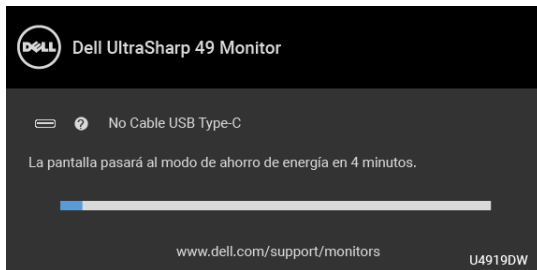 DELL
Dell UltraSharp 49 Monitor
? No Cable USB Type-C
La pantalla pasará al modo de ahorro de energía en 4 minutos.
www.dell.com/support/monitors
U4919DW